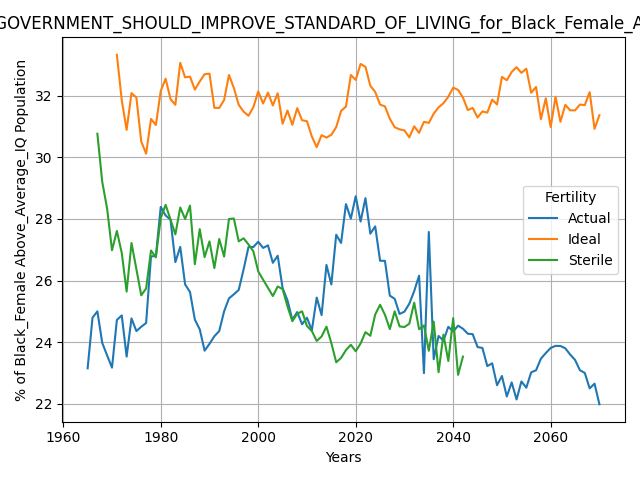 GOVERNMENT_SHOULD_IMPROVE_STANDARD_OF_LIVING_for_Black_Female_A
% of Black_Female Above_Average_IQ Population
32
30
28
26
24
22
Fertility
Actual
Ideal
Sterile
1960 1980 2000 2020 2040 2060
Years